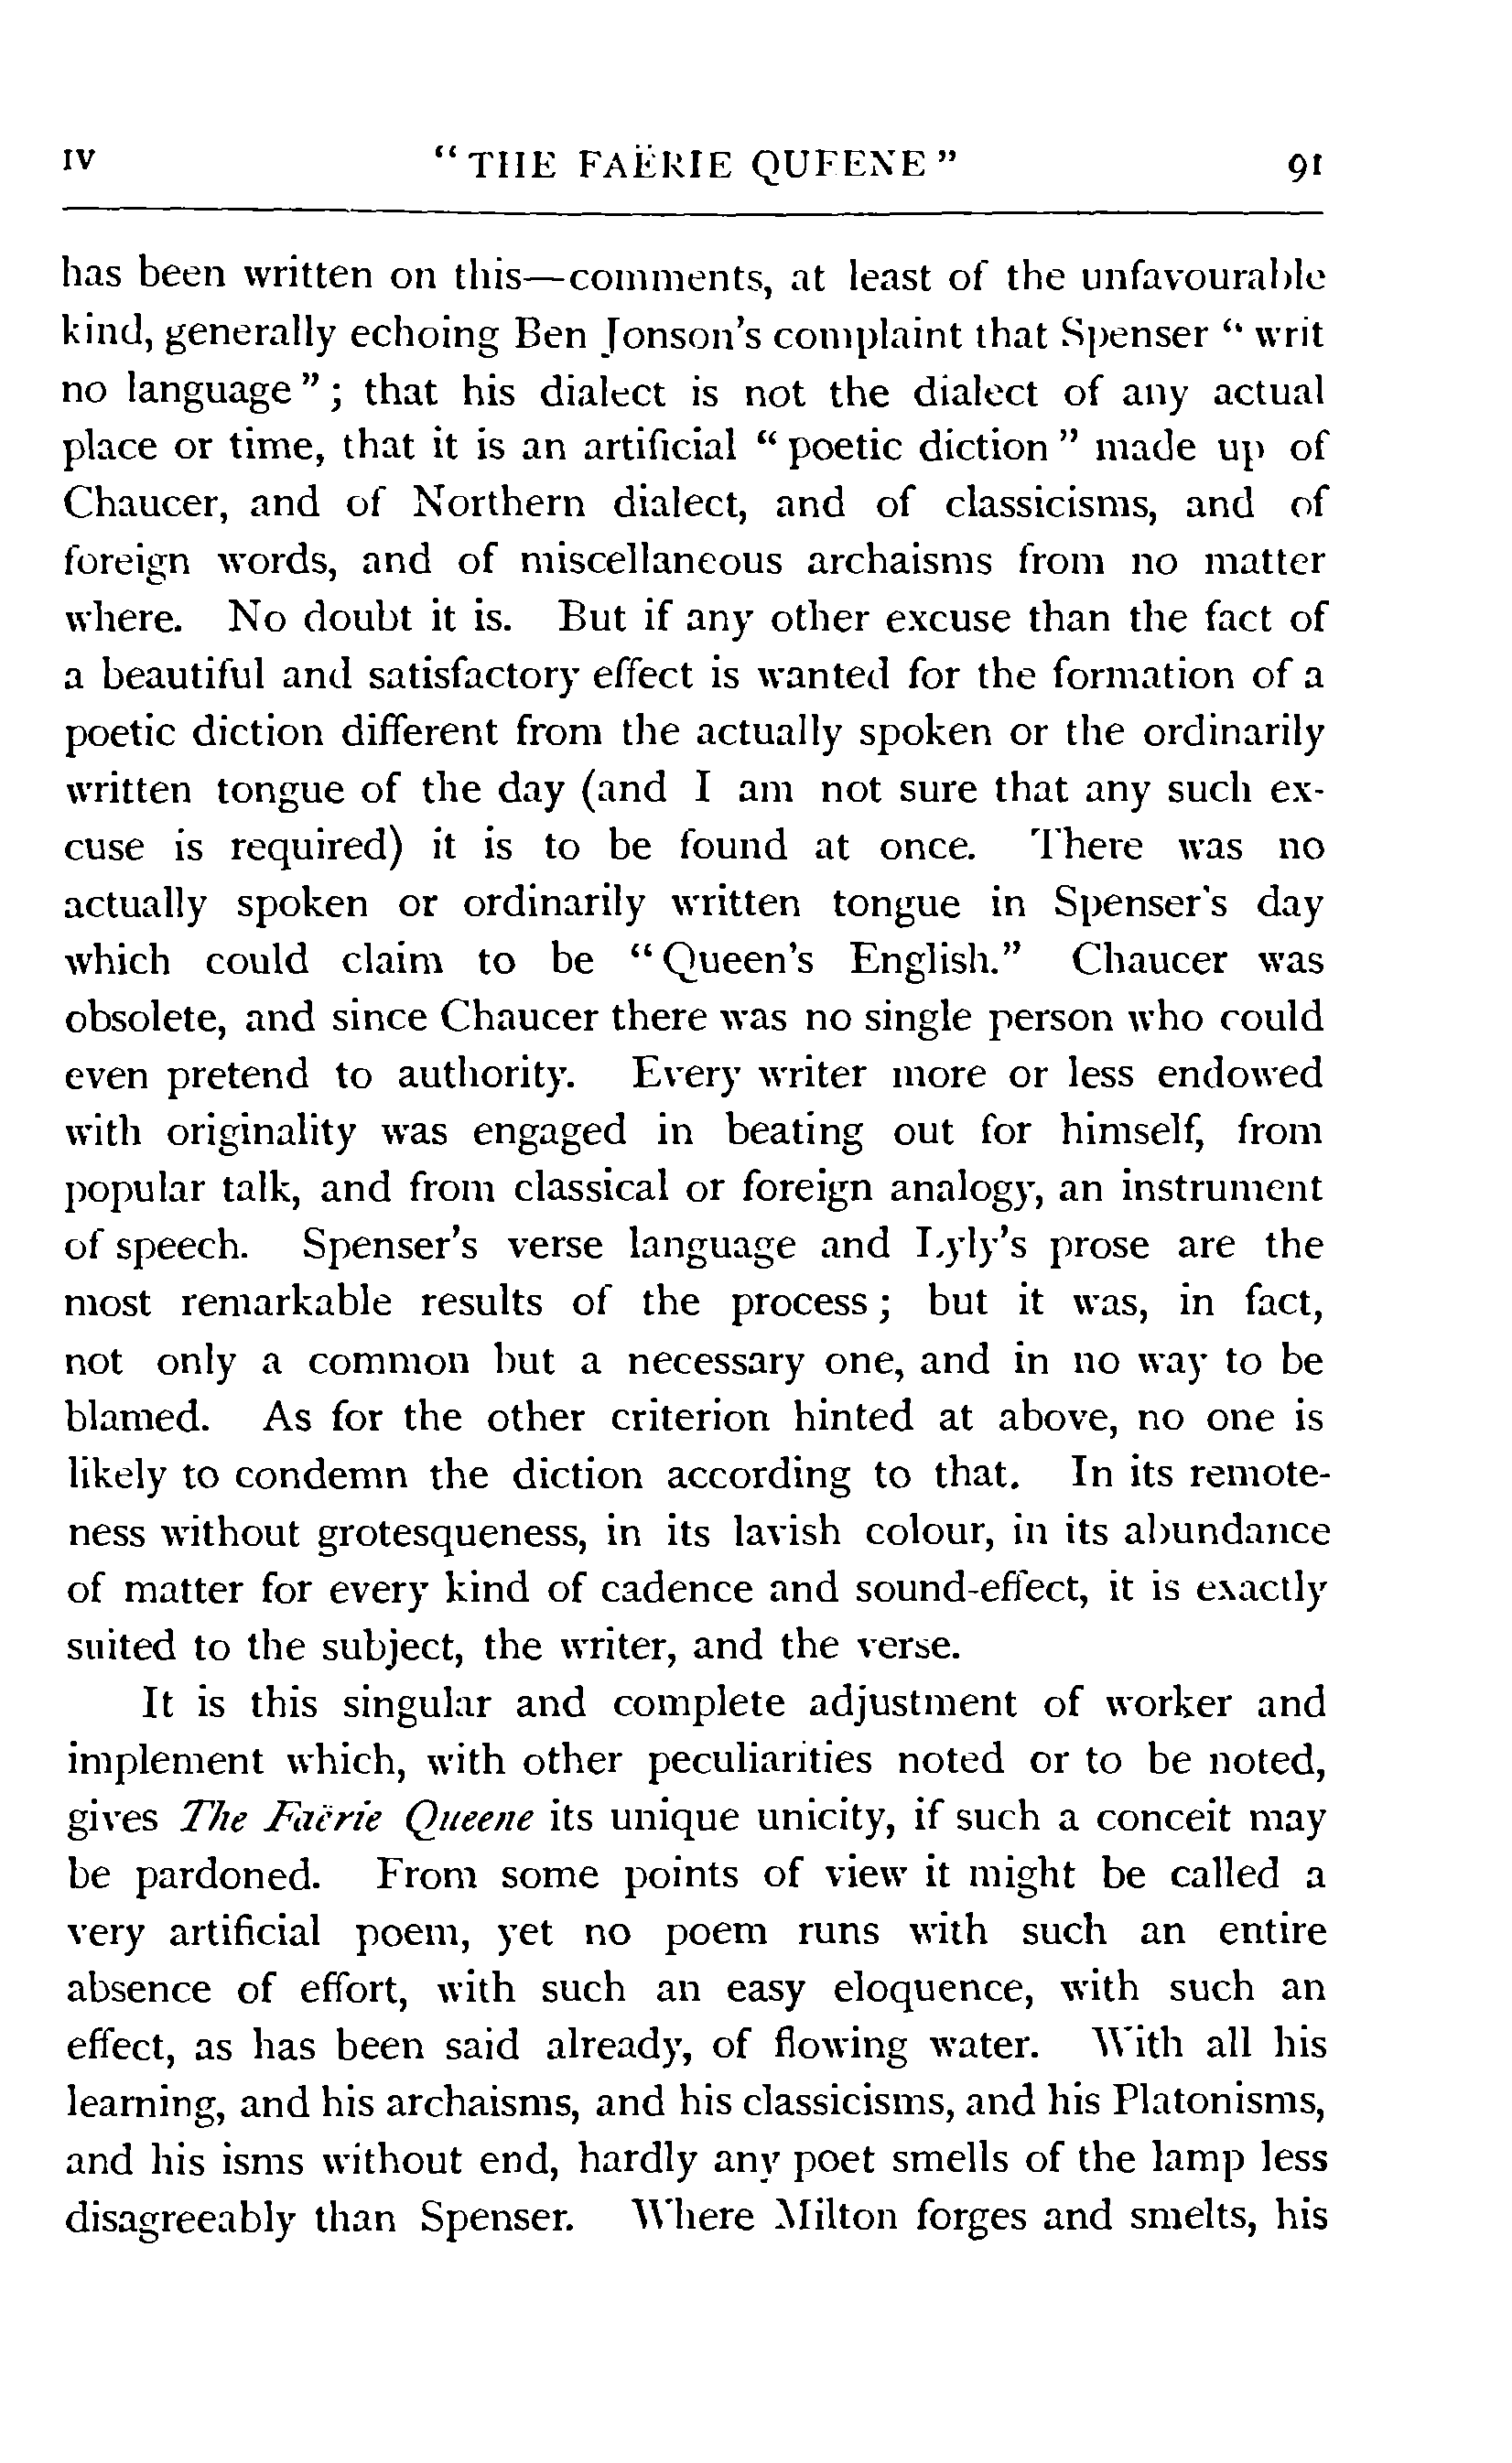 IV "THE FAËRIE QUEENE" 91
has been written on this—comments, at least of the unfavourable
kind, generally echoing Ben Jonson's complaint that Spenser "writ
no language"; that his dialect is not the dialect of any actual
place or time, that it is an artificial "poetic diction" made up of
Chaucer, and of Northern dialect, and of classicisms, and of
foreign words, and of miscellaneous archaisms from no matter
where. No doubt it is. But if any other excuse than the fact of
a beautiful and satisfactory effect is wanted for the formation of a
poetic diction different from the actually spoken or the ordinarily
written tongue of the day (and I am not sure that any such ex-
cuse is required) it is to be found at once. There was no
actually spoken or ordinarily written tongue in Spenser's day
which could claim to be "Queen's English." Chaucer was
obsolete, and since Chaucer there was no single person who could
even pretend to authority. Every writer more or less endowed
with originality was engaged in beating out for himself, from
popular talk, and from classical or foreign analogy, an instrument
of speech. Spenser's verse language and Lyly's prose are the
most remarkable results of the process; but it was, in fact,
not only a common but a necessary one, and in no way to be
blamed. As for the other criterion hinted at above, no one is
likely to condemn the diction according to that. In its remote-
ness without grotesqueness, in its lavish colour, in its abundance
of matter for every kind of cadence and sound-effect, it is exactly
suited to the subject, the writer, and the verse.
It is this singular and complete adjustment of worker and
implement which, with other peculiarities noted or to be noted,
gives The Faërie Queene its unique unicity, if such a conceit may
be pardoned. From some points of view it might be called a
very artificial poem, yet no poem runs with such an entire
absence of effort, with such an easy eloquence, with such an
effect, as has been said already, of flowing water. With all his
learning, and his archaisms, and his classicisms, and his Platonisms,
and his isms without end, hardly any poet smells of the lamp less
disagreeably than Spenser. Where Milton forges and smelts, his